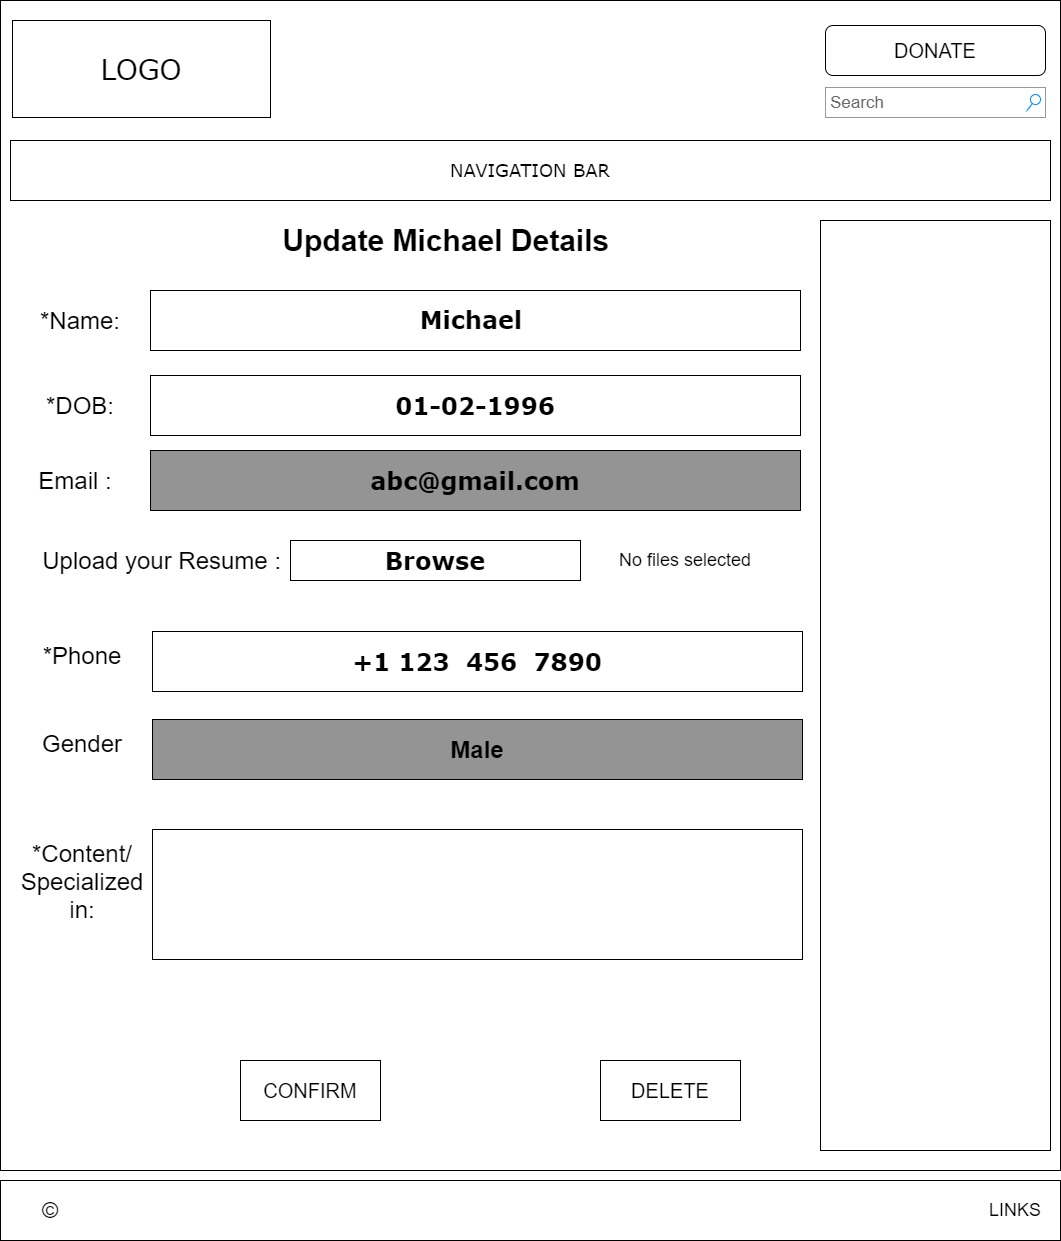 LOGO
DONATE
Search
NAVIGATION BAR
Update Michael Details
*Name:
Michael
*DOB:
01-02-1996
Email :
abc@gmail.com
Upload your Resume :
Browse
No files selected
*Phone
+1 123  456  7890
Gender
Male
*Content/
Specialized
in:
CONFIRM
DELETE
©
LINKS